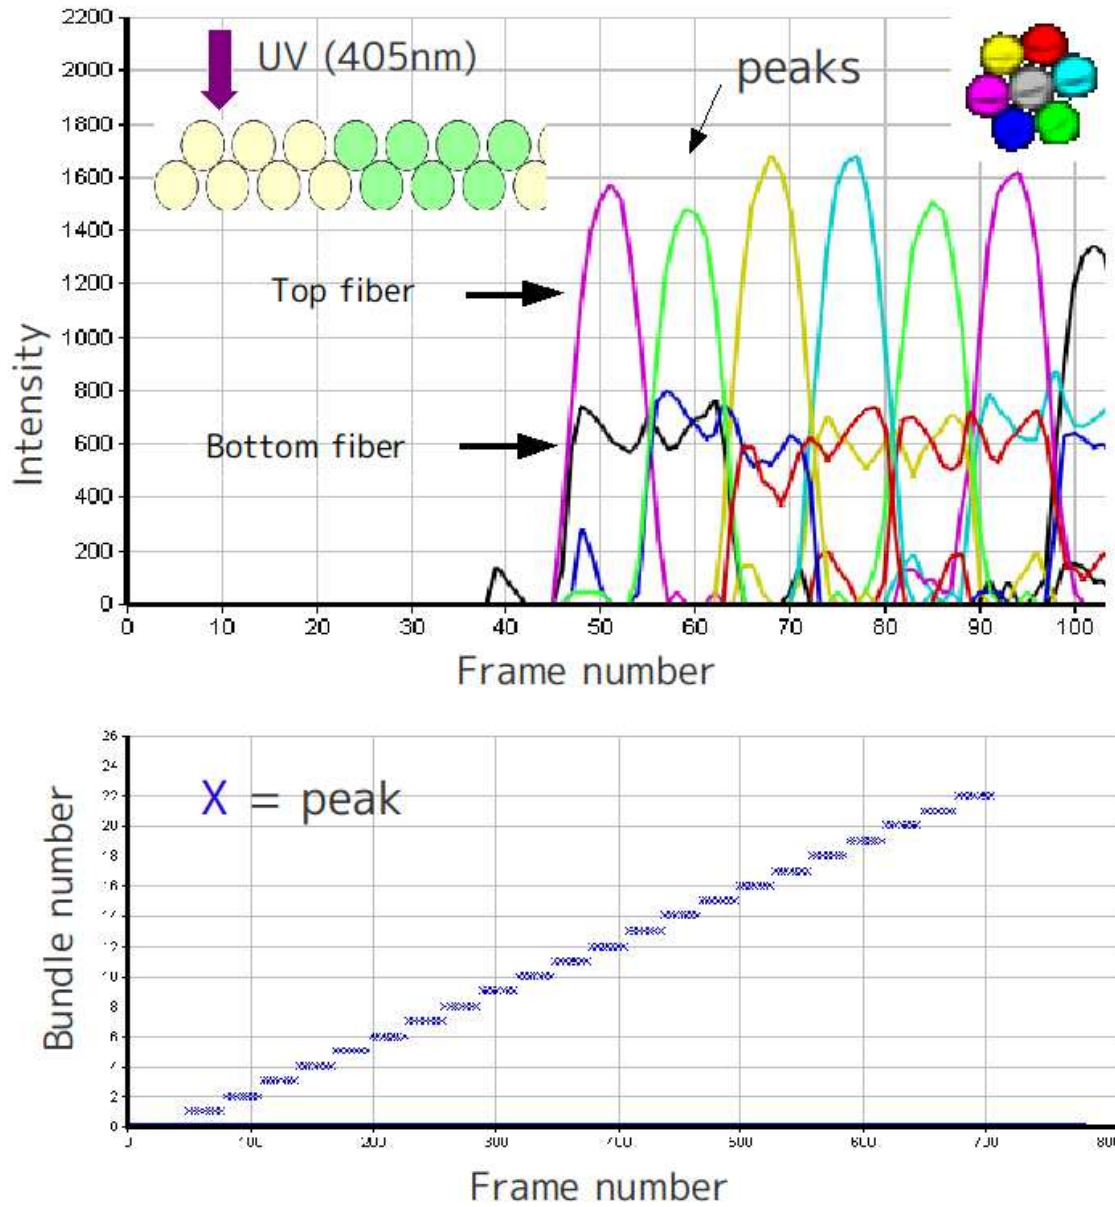 2200
2000
1800
1600
1400
1200
1000
800
600
400
200
0
UV (405nm)
peaks
Top fiber
Bottom fiber
Intensity
0 10 20 30 40 50 60 70 80 90 100
Frame number
26
24
22
20
18
16
14
12
10
8
6
4
2
0
X = peak
Bundle number
0 100 200 300 400 500 600 700 800
Frame number